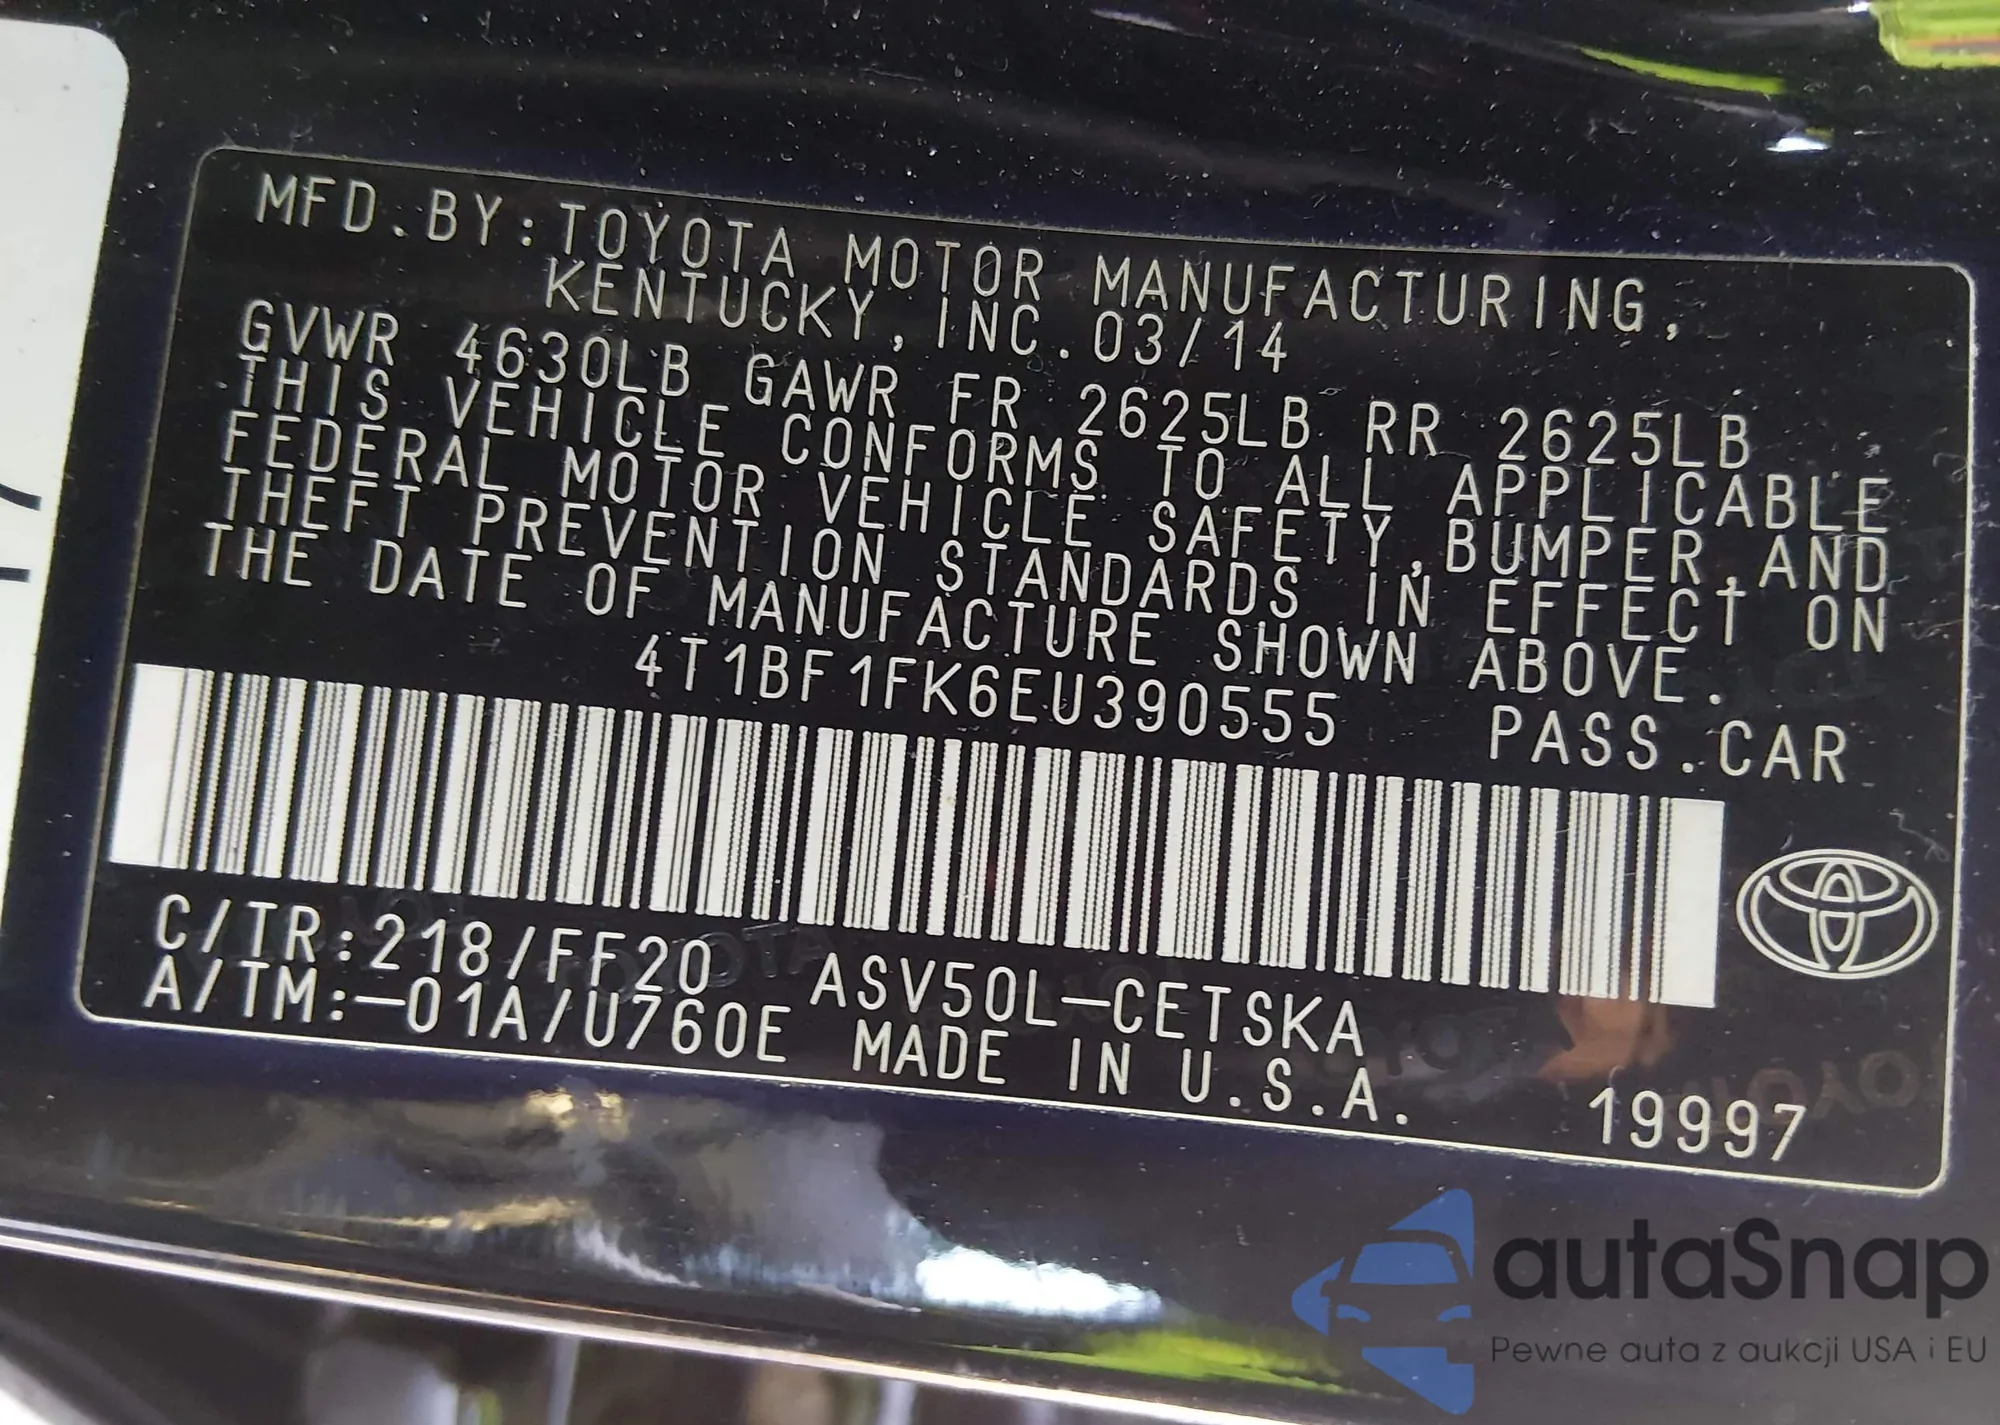 MFD.BY:TOYOTA MOTOR MANUFACTURING,
KENTUCKY, INC.03/14
GVWR 4630LB GAWR FR 2625LB RR 2625LB
THIS VEHICLE CONFORMS TO ALL APPLICABLE
FEDERAL MOTOR VEHICLE SAFETY,BUMPER,AND
THEFT PREVENTION STANDARDS IN EFFECT ON
THE DATE OF MANUFACTURE SHOWN ABOVE.
4T1BF1FK6EU390555 PASS.CAR
C/TR:218/FF20 ASV50L-CETSKA
A/TM:-01A/U760E MADE IN U.S.A.
19997
autaSnap
Pewne auta z aukcji USA i EU